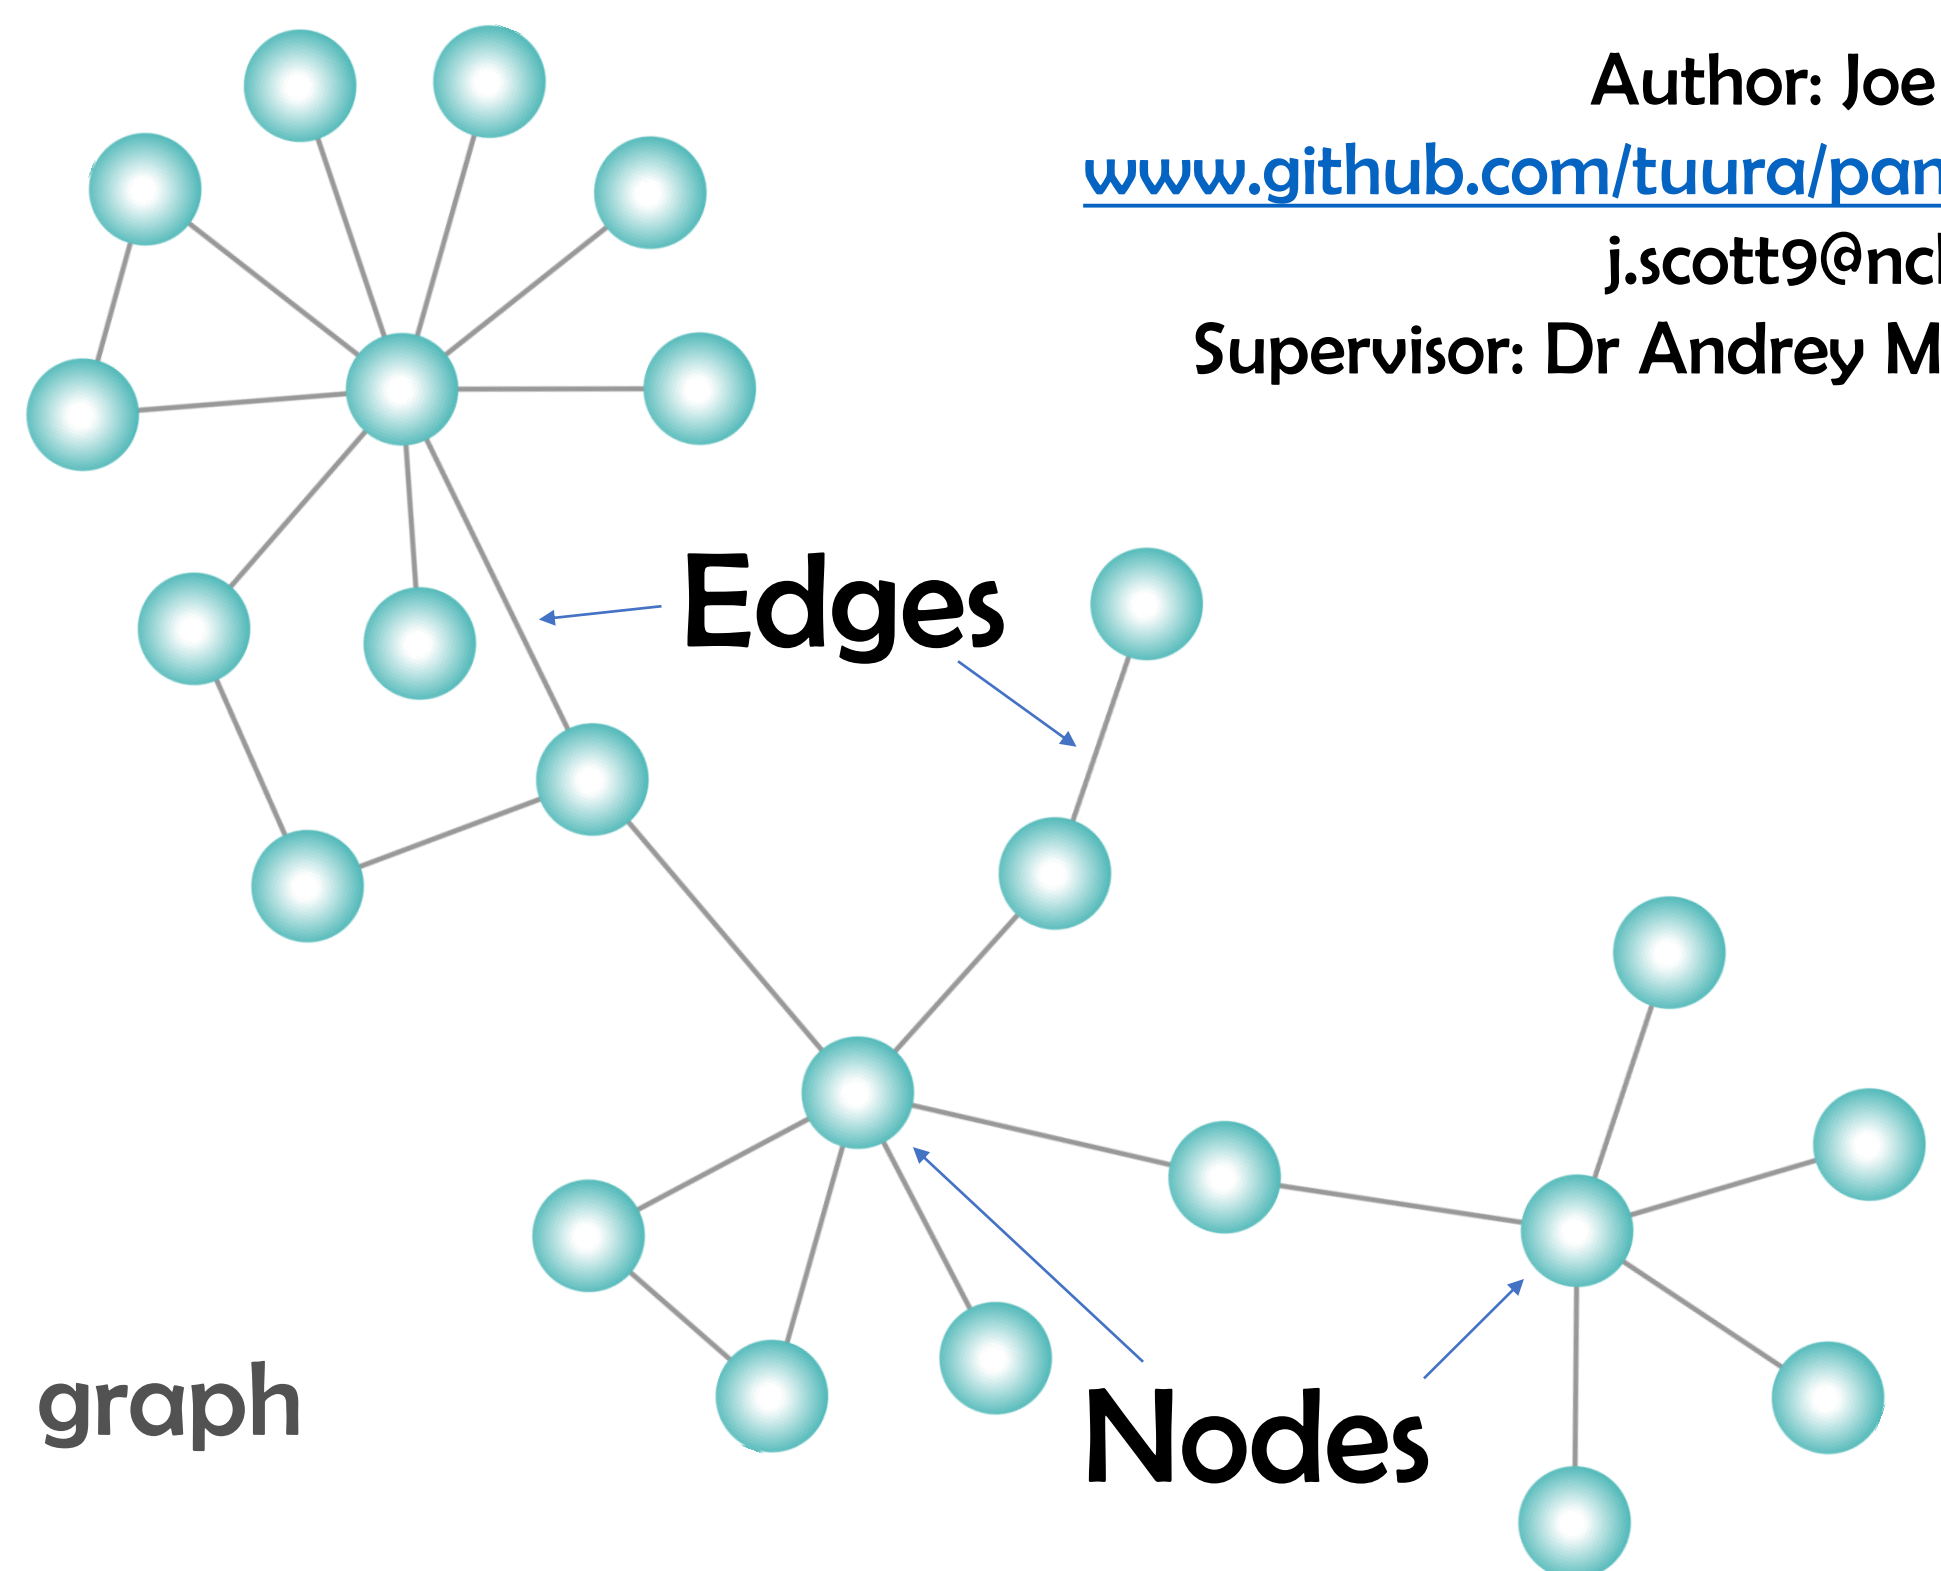 Author: Joe
www.github.com/tuura/pan
j.scott9@ncl
Supervisor: Dr Andrey M
Edges
Nodes
graph